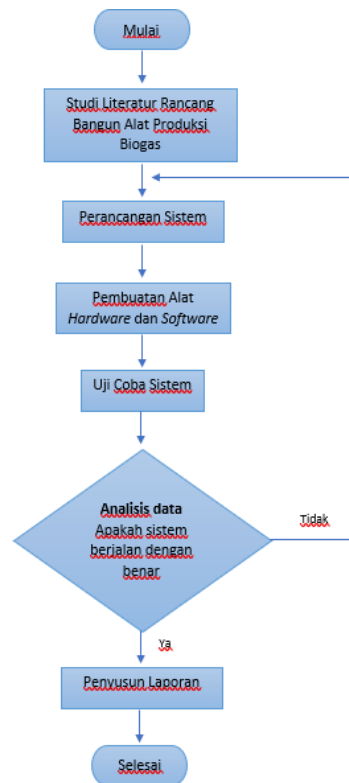 Mulai
Studi Literatur Rancang
Bangun Alat Produksi
Biogas
Perancangan Sistem
Pembuatan Alat
Hardware dan Software
Uji Coba Sistem
Analisis data
Apakah sistem
berjalan dengan
benar
Tidak
Ya
Penyusun Laporan
Selesai